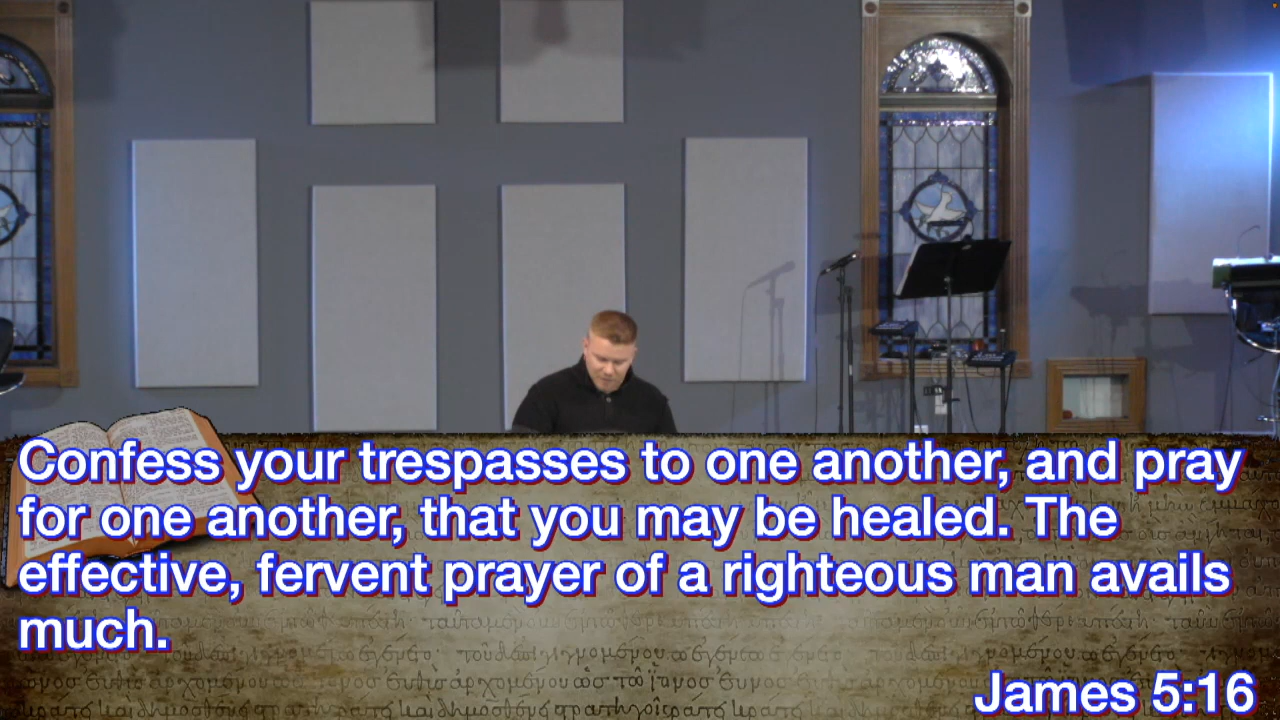 Confess your trespasses to one another, and pray
for one another, that you may be healed. The
effective, fervent prayer of a righteous man avails
much.
James 5:16